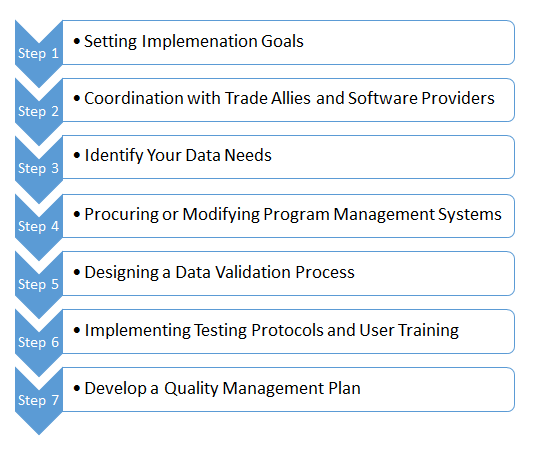 Step 1
• Setting Implemenation Goals
Step 2
• Coordination with Trade Allies and Software Providers
Step 3
• Identify Your Data Needs
Step 4
• Procuring or Modifying Program Management Systems
Step 5
• Designing a Data Validation Process
Step 6
• Implementing Testing Protocols and User Training
Step 7
• Develop a Quality Management Plan